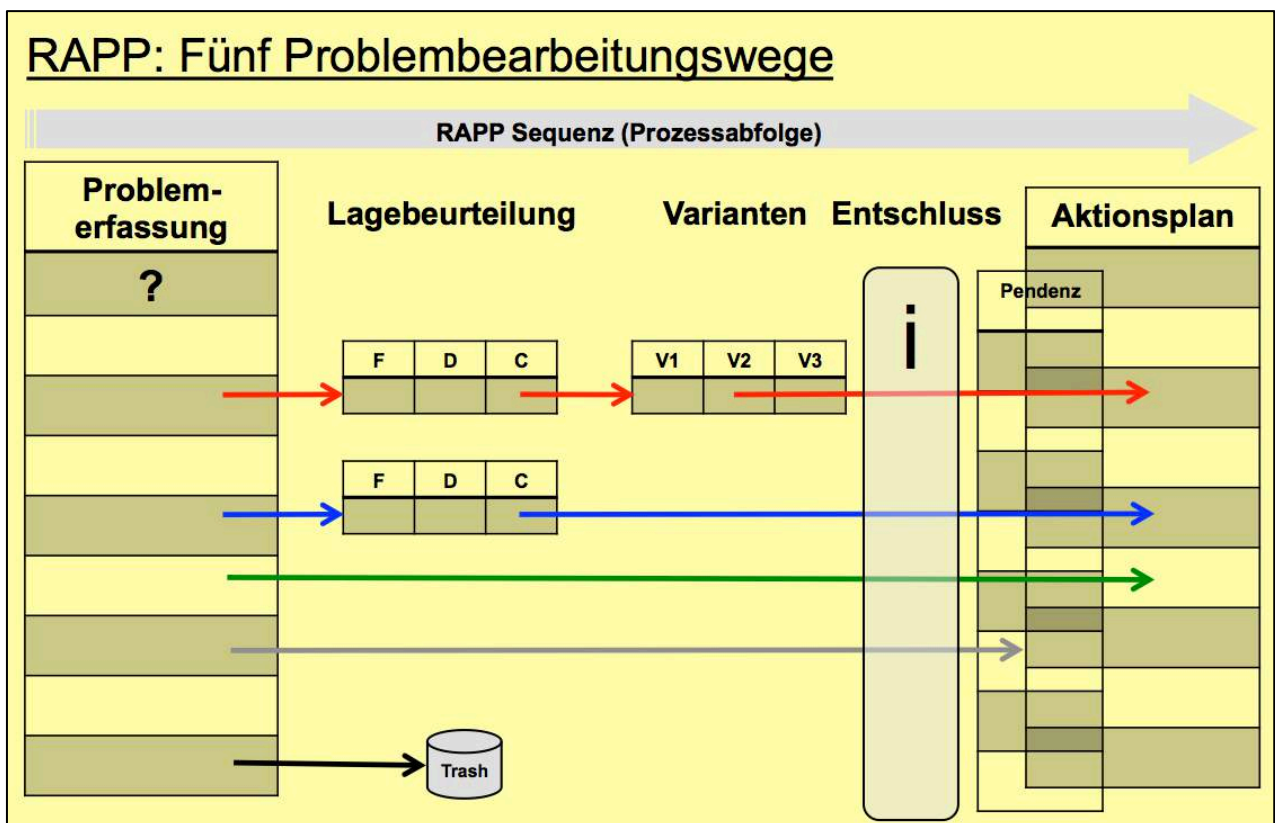 RAPP: Fünf Problembearbeitungswege
RAPP Sequenz (Prozessabfolge)
Problem-
erfassung
Lagebeurteilung
Varianten
Entschluss
Aktionsplan
?
i
Pendenz
F D C
V1 V2 V3
F D C
Trash